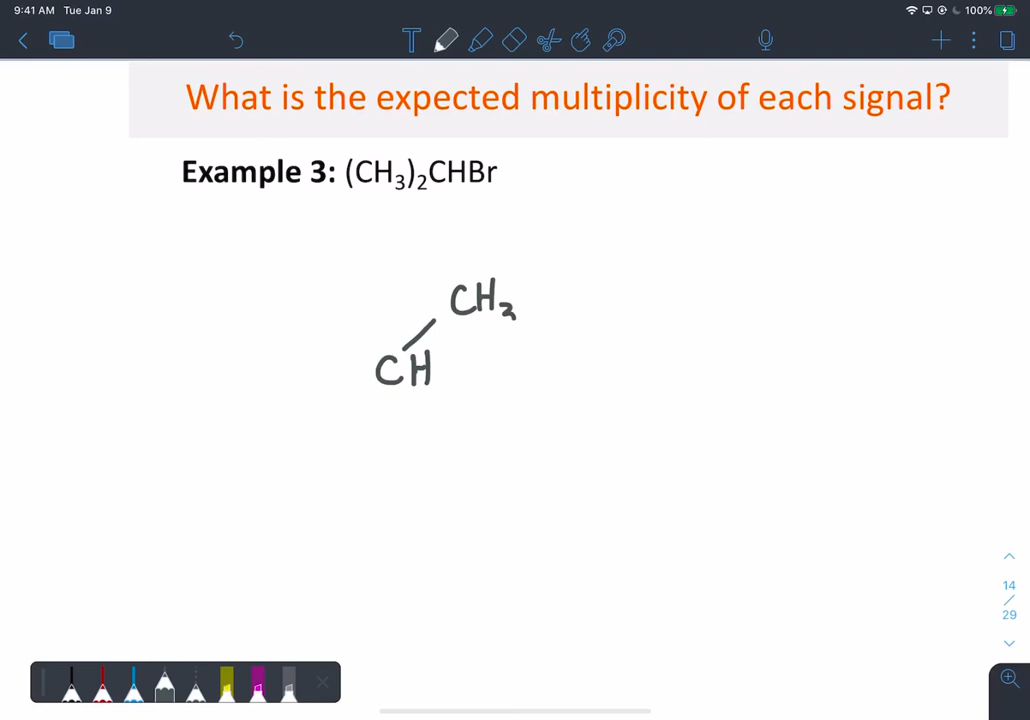 9:41 AM Tue Jan 9 100%
T
What is the expected multiplicity of each signal?
Example 3: (CH₃)₂CHBr
CH₃
CH
14
/
29